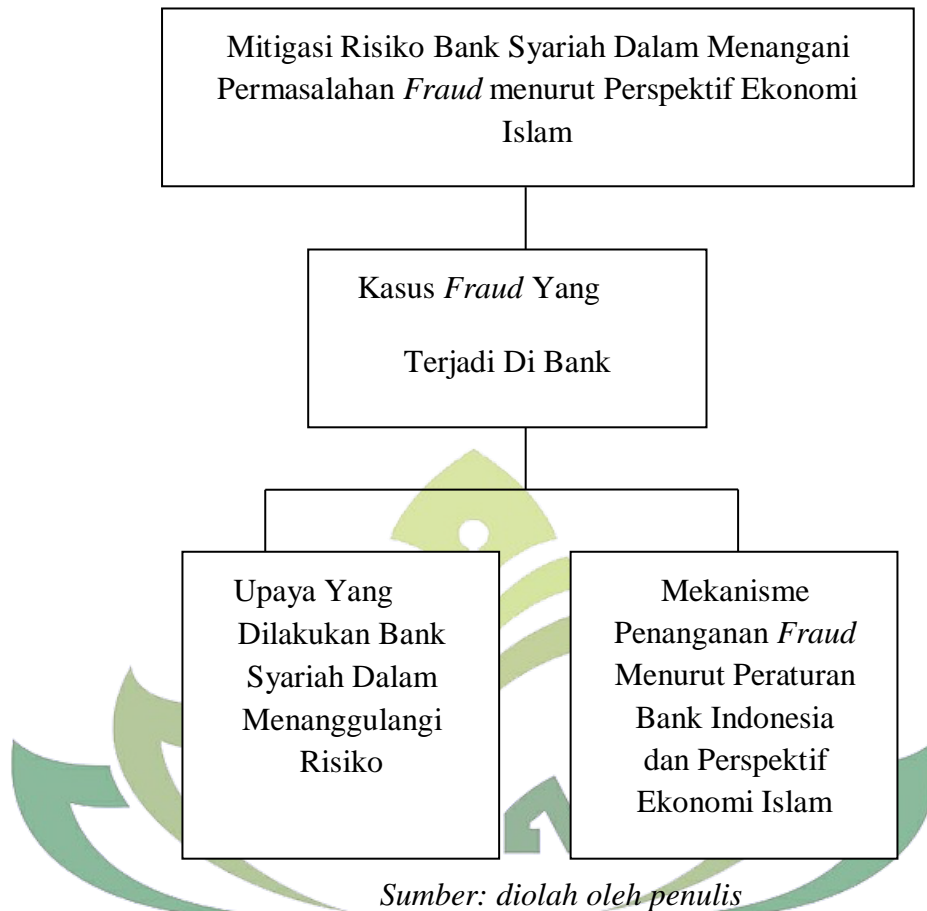 Mitigasi Risiko Bank Syariah Dalam Menangani
Permasalahan Fraud menurut Perspektif Ekonomi
Islam
Kasus Fraud Yang
Terjadi Di Bank
Upaya Yang
Dilakukan Bank
Syariah Dalam
Menanggulangi
Risiko
Mekanisme
Penanganan Fraud
Menurut Peraturan
Bank Indonesia
dan Perspektif
Ekonomi Islam
Sumber: diolah oleh penulis